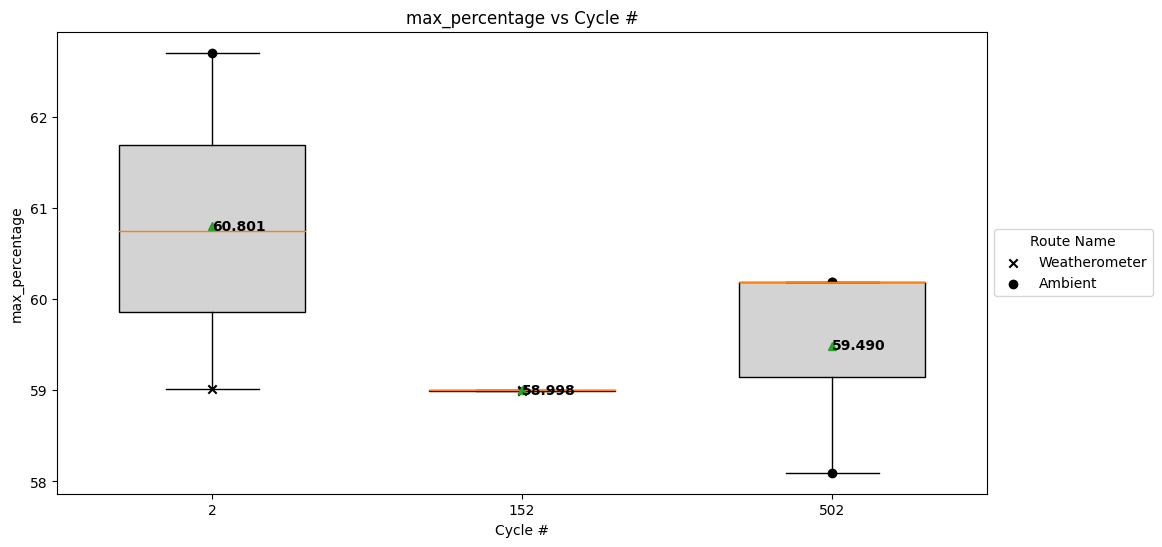 max_percentage vs Cycle #
max_percentage
62
61
60
59
58
60.801
58.998
59.490
2
152
502
Cycle #
Route Name
Weatherometer
Ambient